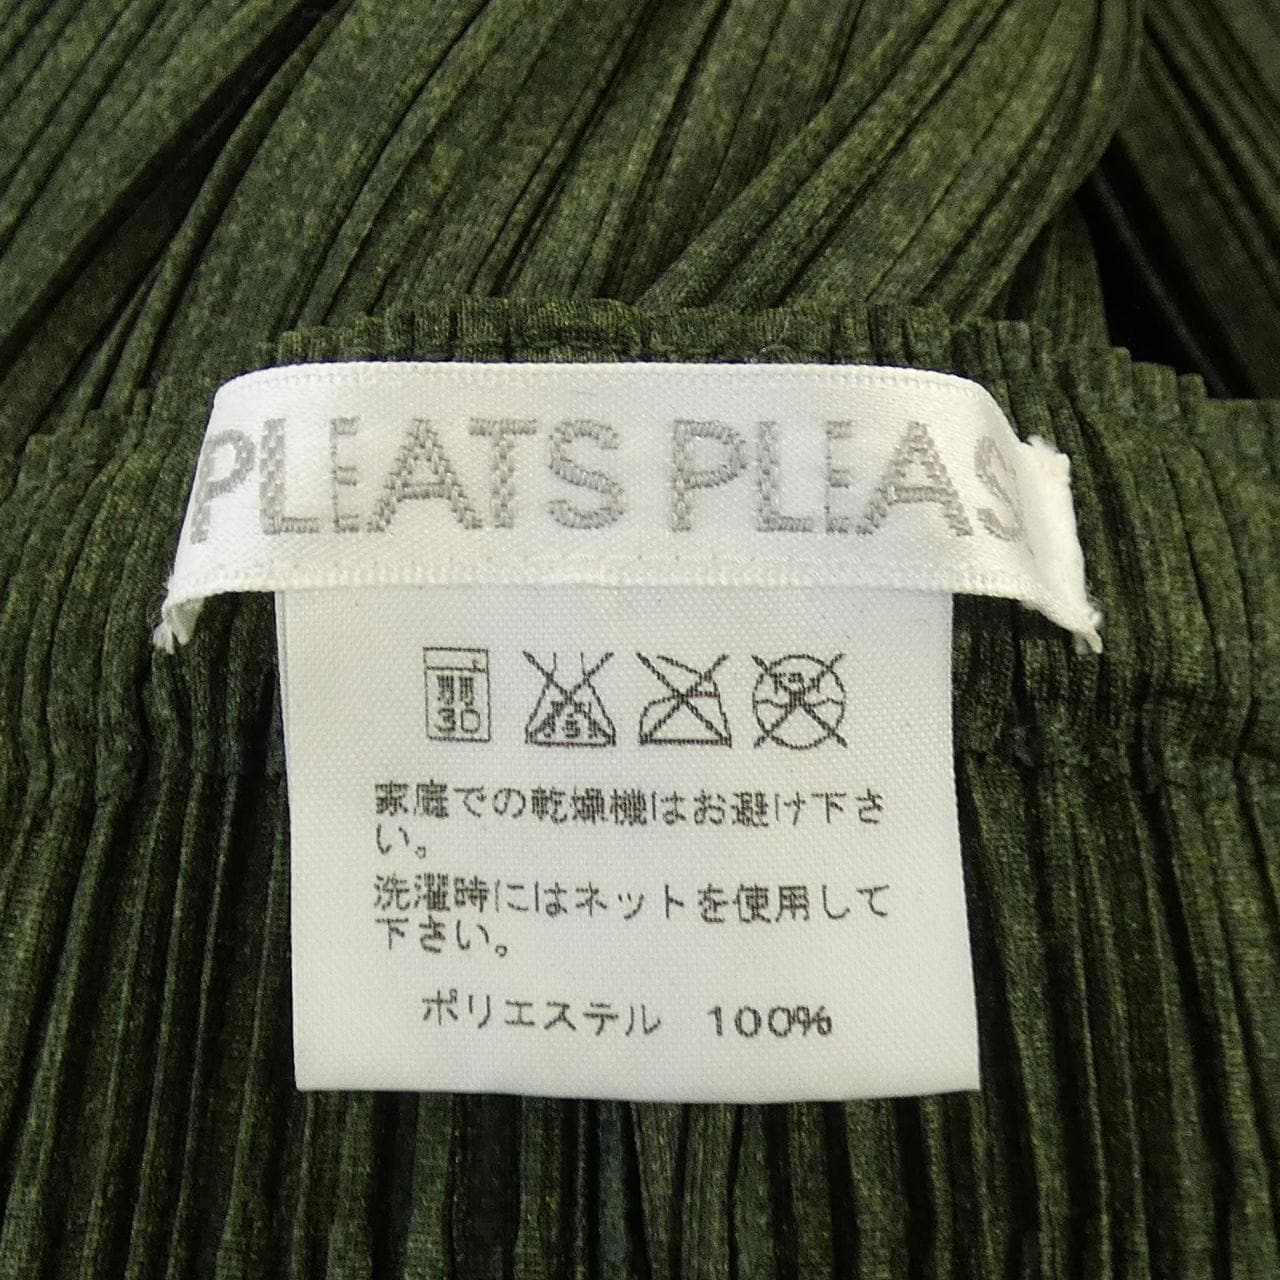 PLEATS PLEAS
弱
30
家庭での乾燥機はお避け下さ
い。
洗濯時にはネットを使用して
下さい。
ポリエステル 100%